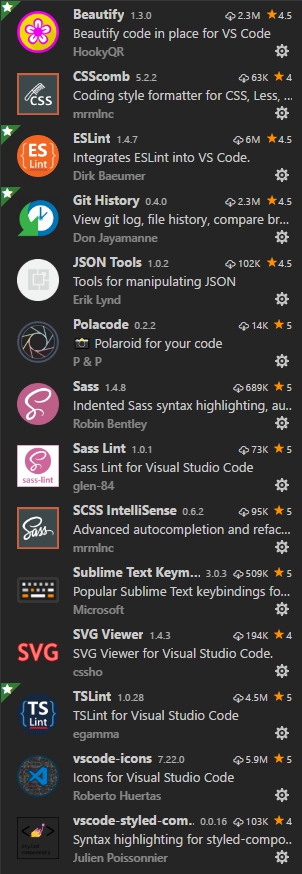 Beautify 1.3.0 2.3M 4.5
Beautify code in place for VS Code
HookyQR
CSS
CSScomb 5.2.2 63K 4
Coding style formatter for CSS, Less, ...
mrmlnc
ES
Lint
ESLint 1.4.7 6M 4.5
Integrates ESLint into VS Code.
Dirk Baeumer
Git History 0.4.0 2.3M 4.5
View git log, file history, compare br...
Don Jayamanne
JSON Tools 1.0.2 102K 4.5
Tools for manipulating JSON
Erik Lynd
Polacode 0.2.2 14K 5
📸 Polaroid for your code
P & P
Sass 1.4.8 689K 5
Indented Sass syntax highlighting, au...
Robin Bentley
sass-lint
Sass Lint 1.0.1 73K 5
Sass Lint for Visual Studio Code
glen-84
Sass
SCSS IntelliSense 0.6.2 95K 5
Advanced autocompletion and refac...
mrmlnc
Sublime Text Keym... 3.0.3 509K 5
Popular Sublime Text keybindings fo...
Microsoft
SVG
SVG Viewer 1.4.3 194K 4
SVG Viewer for Visual Studio Code.
cssho
TS
Lint
TSLint 1.0.28 4.5M 5
TSLint for Visual Studio Code
egamma
vscode-icons 7.22.0 5.9M 5
Icons for Visual Studio Code
Roberto Huertas
vscode-styled-com... 0.0.16 103K 4
Syntax highlighting for styled-compo...
Julien Poissonnier